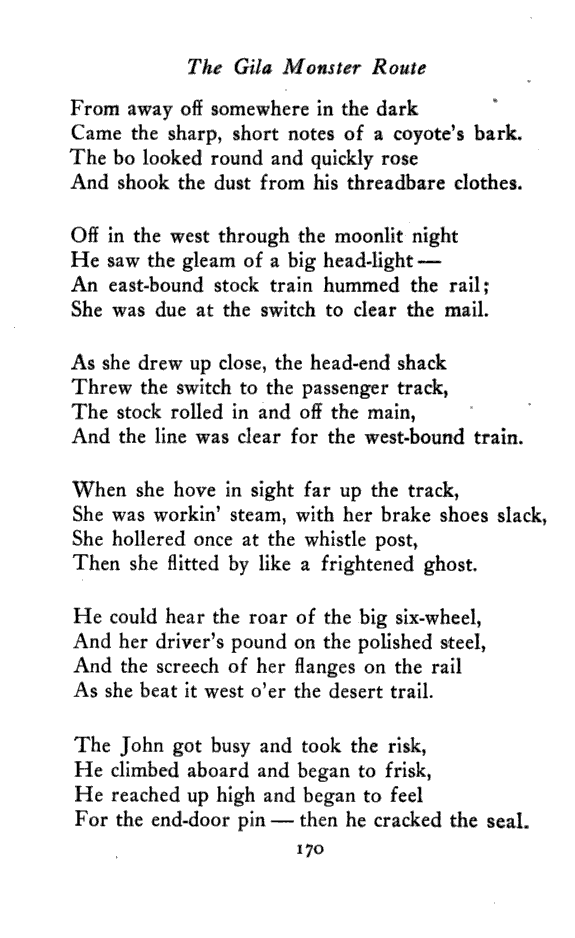 The Gila Monster Route
From away off somewhere in the dark
Came the sharp, short notes of a coyote's bark.
The bo looked round and quickly rose
And shook the dust from his threadbare clothes.
Off in the west through the moonlit night
He saw the gleam of a big head-light —
An east-bound stock train hummed the rail;
She was due at the switch to clear the mail.
As she drew up close, the head-end shack
Threw the switch to the passenger track,
The stock rolled in and off the main,
And the line was clear for the west-bound train.
When she hove in sight far up the track,
She was workin' steam, with her brake shoes slack,
She hollered once at the whistle post,
Then she flitted by like a frightened ghost.
He could hear the roar of the big six-wheel,
And her driver's pound on the polished steel,
And the screech of her flanges on the rail
As she beat it west o'er the desert trail.
The John got busy and took the risk,
He climbed aboard and began to frisk,
He reached up high and began to feel
For the end-door pin — then he cracked the seal.
170